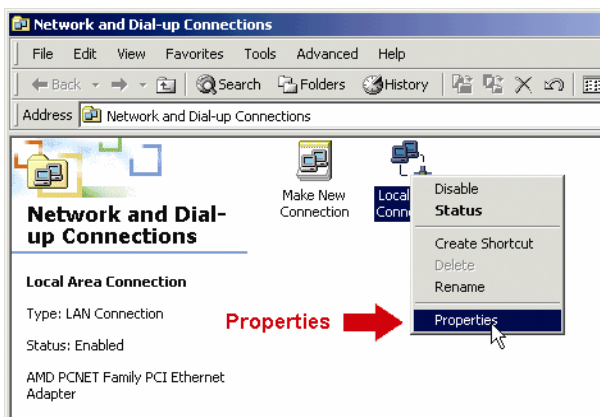 Network and Dial-up Connections
File Edit View Favorites Tools Advanced Help
Back Search Folders History
Address Network and Dial-up Connections
Make New
Connection
Local
Conn
Disable
Status
Create Shortcut
Delete
Rename
Properties
Network and Dial-
up Connections
Local Area Connection
Type: LAN Connection
Properties
Status: Enabled
AMD PCNET Family PCI Ethernet
Adapter